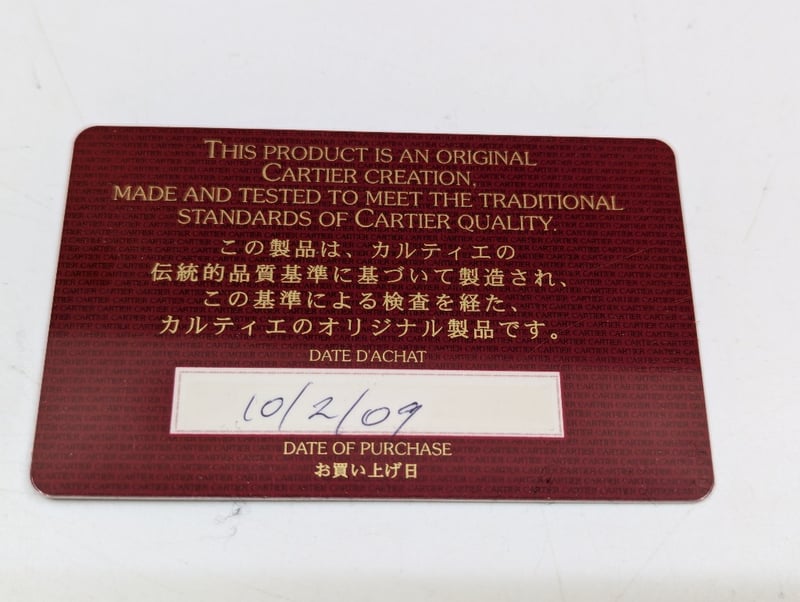 THIS PRODUCT IS AN ORIGINAL
CARTIER CREATION,
MADE AND TESTED TO MEET THE TRADITIONAL
STANDARDS OF CARTIER QUALITY.
この製品は、カルティエの
伝統的品質基準に基づいて製造され、
この基準による検査を経た、
カルティエのオリジナル製品です。
DATE D'ACHAT
10/2/09
DATE OF PURCHASE
お買い上げ日